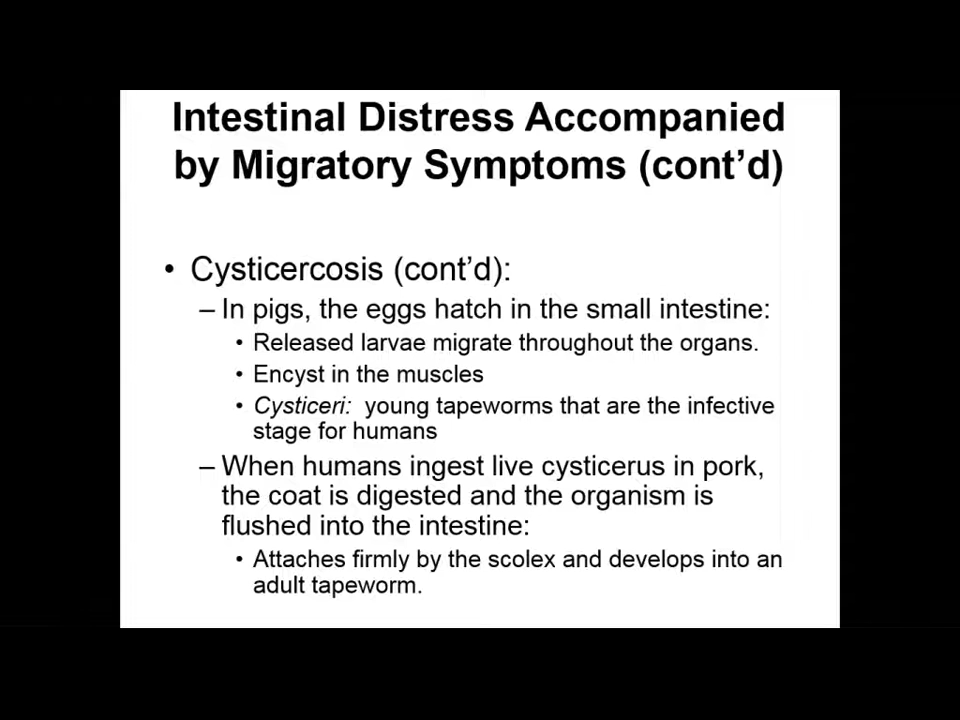 Intestinal Distress Accompanied
by Migratory Symptoms (cont’d)
• Cysticercosis (cont’d):
– In pigs, the eggs hatch in the small intestine:
• Released larvae migrate throughout the organs.
• Encyst in the muscles
• Cysticeri: young tapeworms that are the infective
stage for humans
– When humans ingest live cysticerus in pork,
the coat is digested and the organism is
flushed into the intestine:
• Attaches firmly by the scolex and develops into an
adult tapeworm.